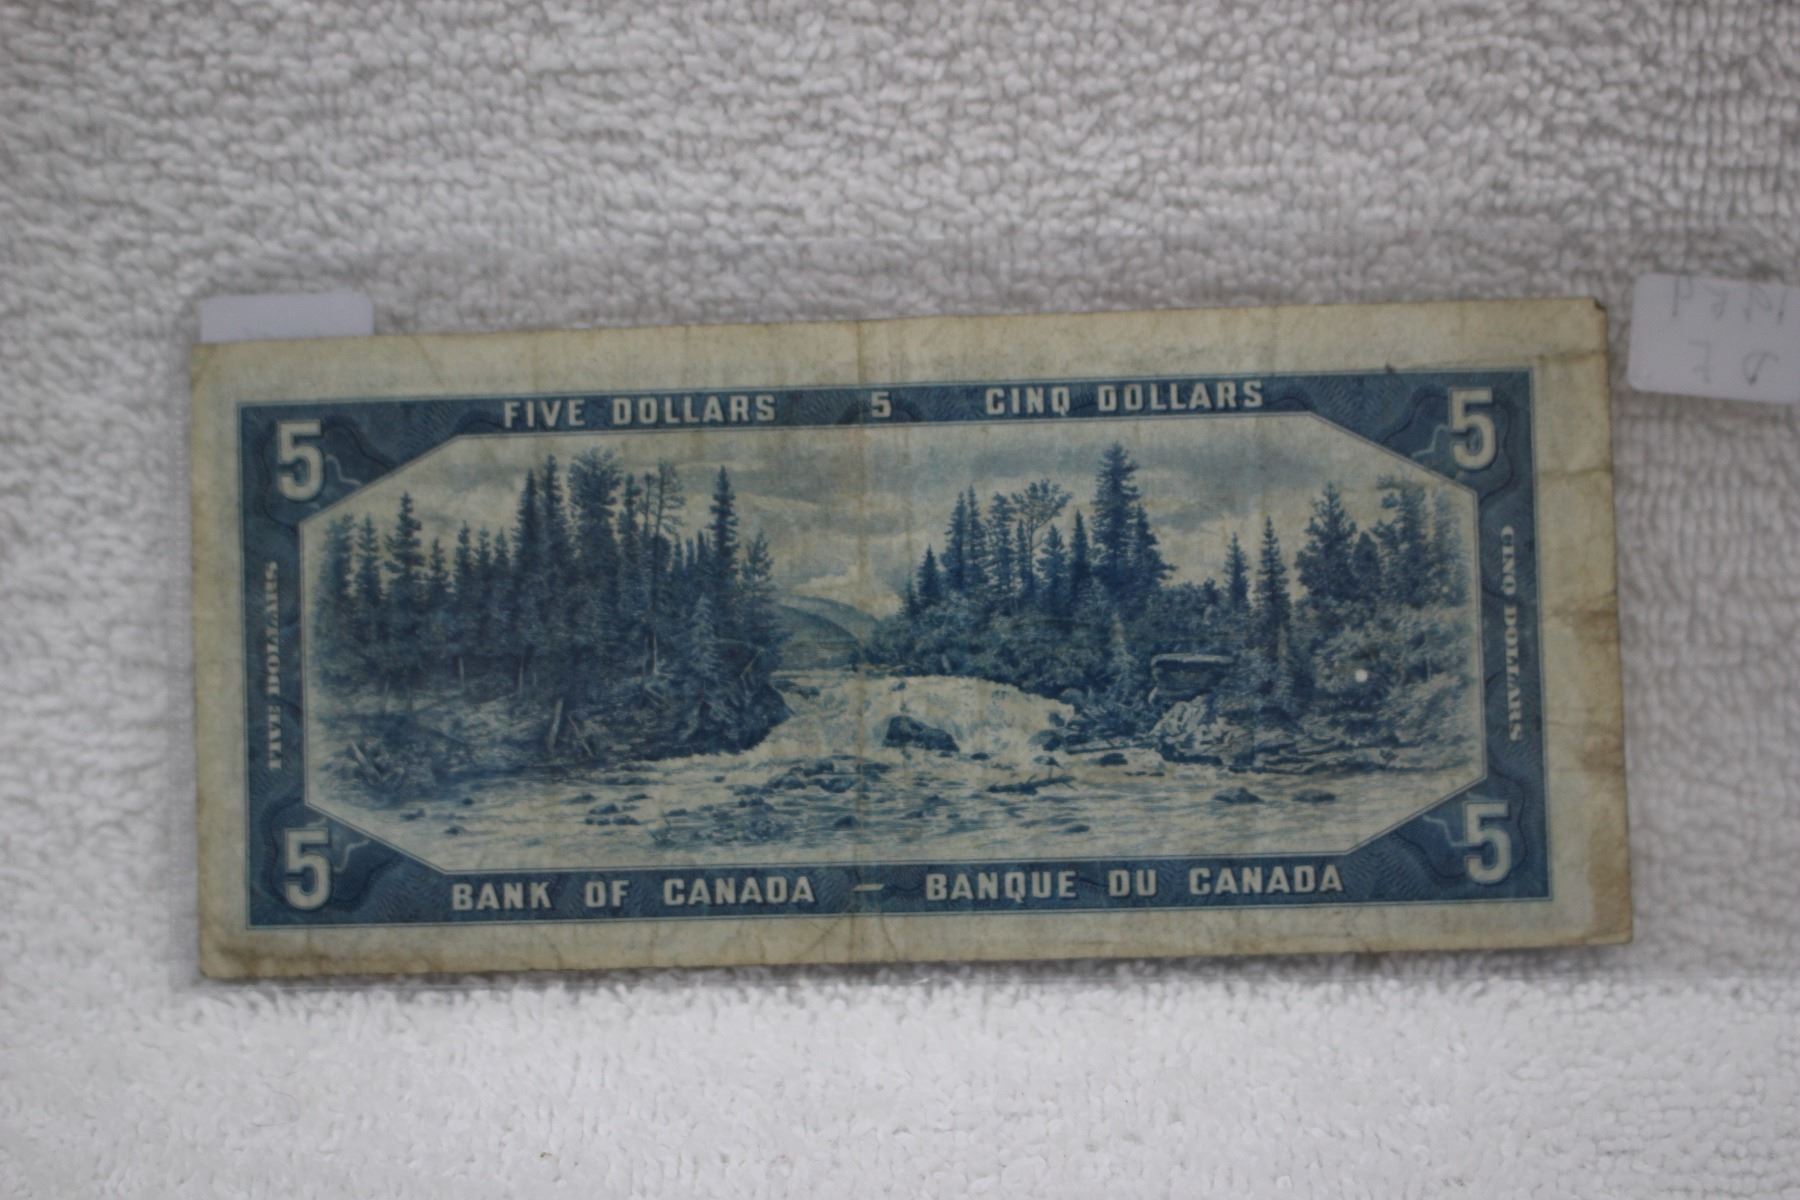 5 FIVE DOLLARS 5 CINQ DOLLARS 5
FIVE DOLLARS
CINQ DOLLARS
5 BANK OF CANADA – BANQUE DU CANADA 5